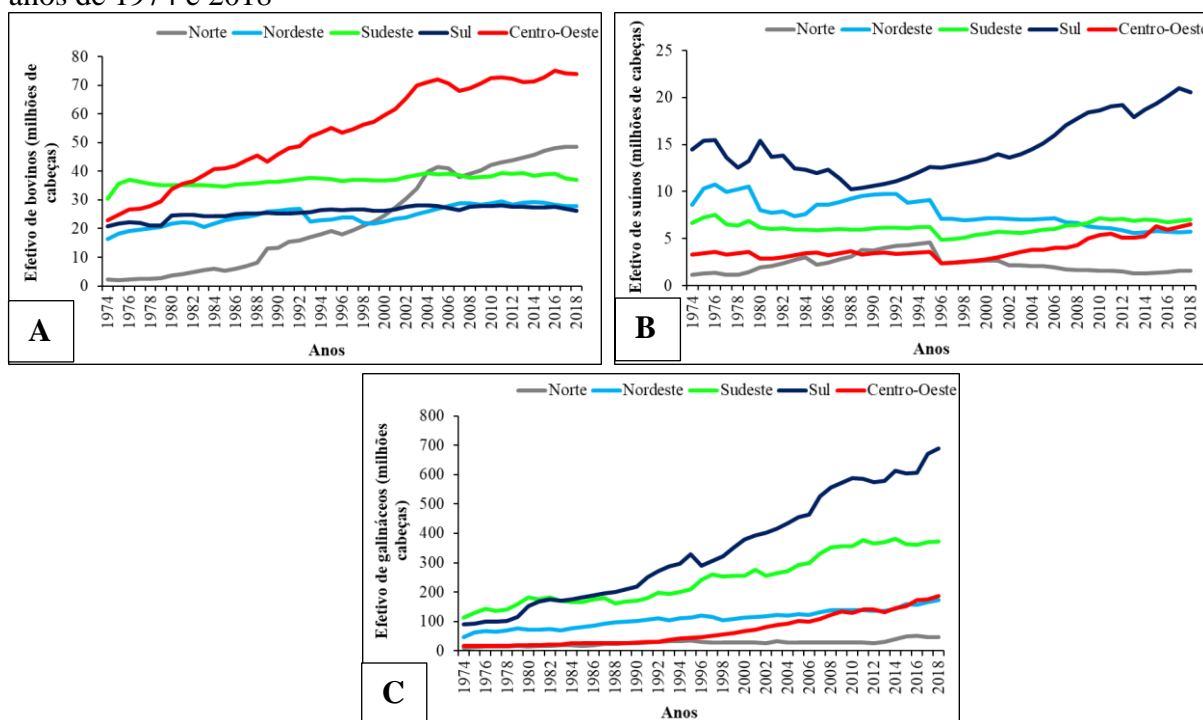 anos de 1974 e 2018
Norte Nordeste Sudeste Sul Centro-Oeste
Efetivo de bovinos (milhões de
cabeças)
80
70
60
50
40
30
20
10
0
1974 1976 1978 1980 1982 1984 1986 1988 1990 1992 1994 1996 1998 2000 2002 2004 2006 2008 2010 2012 2014 2016 2018
Anos
A
Norte Nordeste Sudeste Sul Centro-Oeste
Efetivo de suínos (milhões de cabeças)
25
20
15
10
5
0
1974 1976 1978 1980 1982 1984 1986 1988 1990 1992 1994 1996 1998 2000 2002 2004 2006 2008 2010 2012 2014 2016 2018
Anos
B
Norte Nordeste Sudeste Sul Centro-Oeste
Efetivo de galináceos (milhões
cabeças)
800
700
600
500
400
300
200
100
0
1974 1976 1978 1980 1982 1984 1986 1988 1990 1992 1994 1996 1998 2000 2002 2004 2006 2008 2010 2012 2014 2016 2018
Anos
C